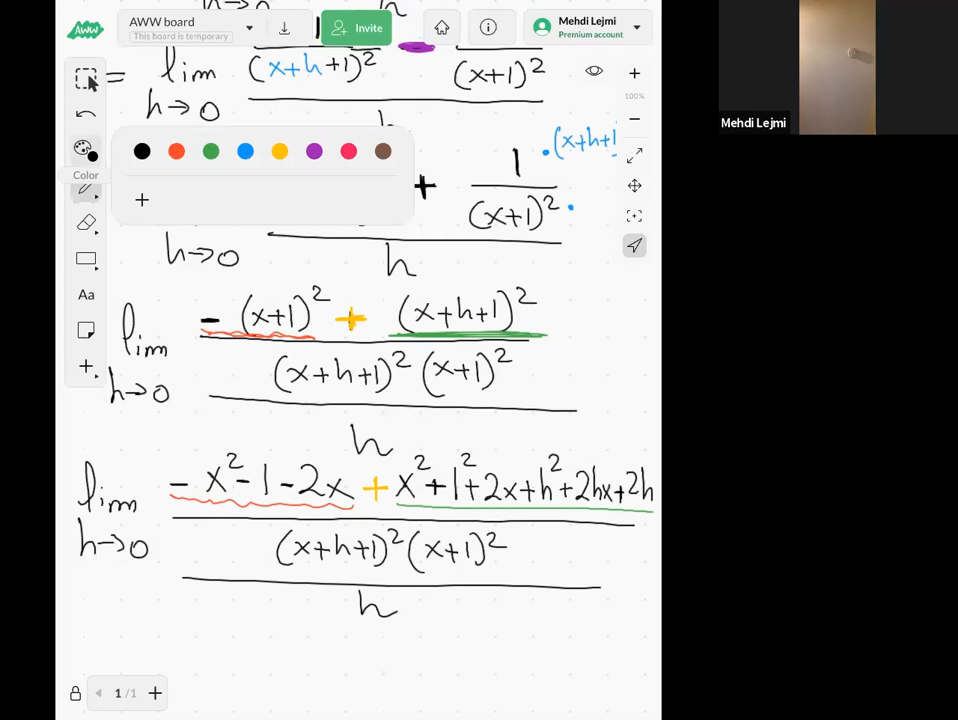 h→0 h
AWW board
This board is temporary
AWW
Invite
Mehdi Lejmi
Premium account
= lim (x+h+1)² - (x+1)²
h→0 h
100%
Color
+ 1 · (x+h+1
(x+1)² ·
h→0 h
Aa
lim - (x+1)² + (x+h+1)²
h→0 (x+h+1)² (x+1)²
h
lim - x² - 1 - 2x + x² + 1² + 2x + h² + 2hx + 2h
h→0 (x+h+1)² (x+1)²
h
1 / 1
Mehdi Lejmi